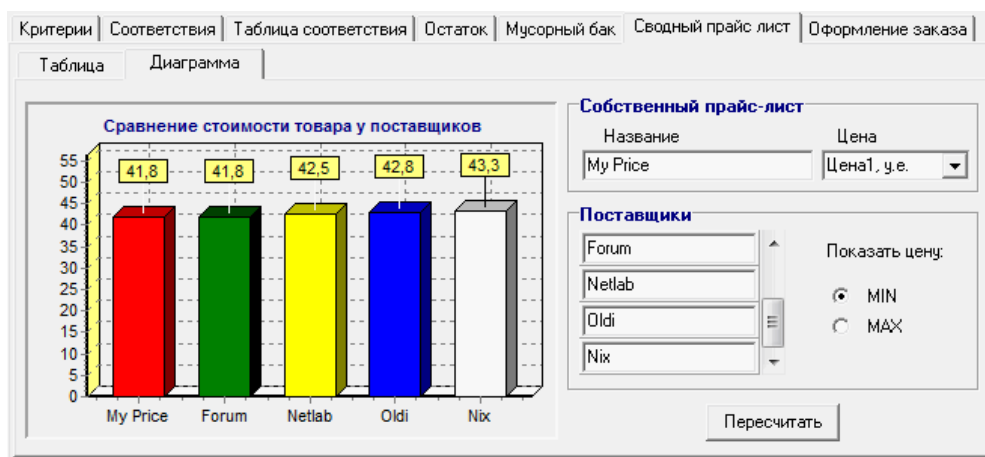 Критерии Соответствия Таблица соответствия Остаток Мусорный бак Сводный прайс лист Оформление заказа
Таблица Диаграмма
Сравнение стоимости товара у поставщиков
55
50
45
40
35
30
25
20
15
10
5
0
41,8 41,8 42,5 42,8 43,3
My Price Forum Netlab Oldi Nix
Собственный прайс-лист
Название Цена
My Price Цена1, у.е.
Поставщики
Forum
Netlab
Oldi
Nix
Показать цену:
MIN
MAX
Пересчитать